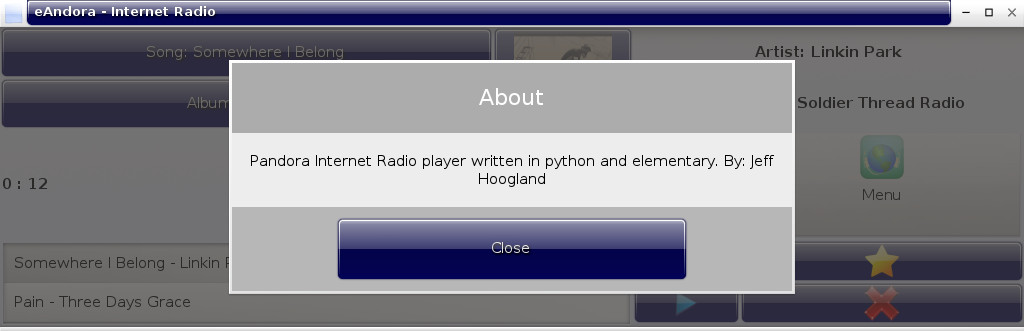 eAndora - Internet Radio
Song: Somewhere I Belong
Artist: Linkin Park
Album
Soldier Thread Radio
About
Pandora Internet Radio player written in python and elementary. By: Jeff
Hoogland
Close
0 : 12
Menu
Somewhere I Belong - Linkin
Pain - Three Days Grace